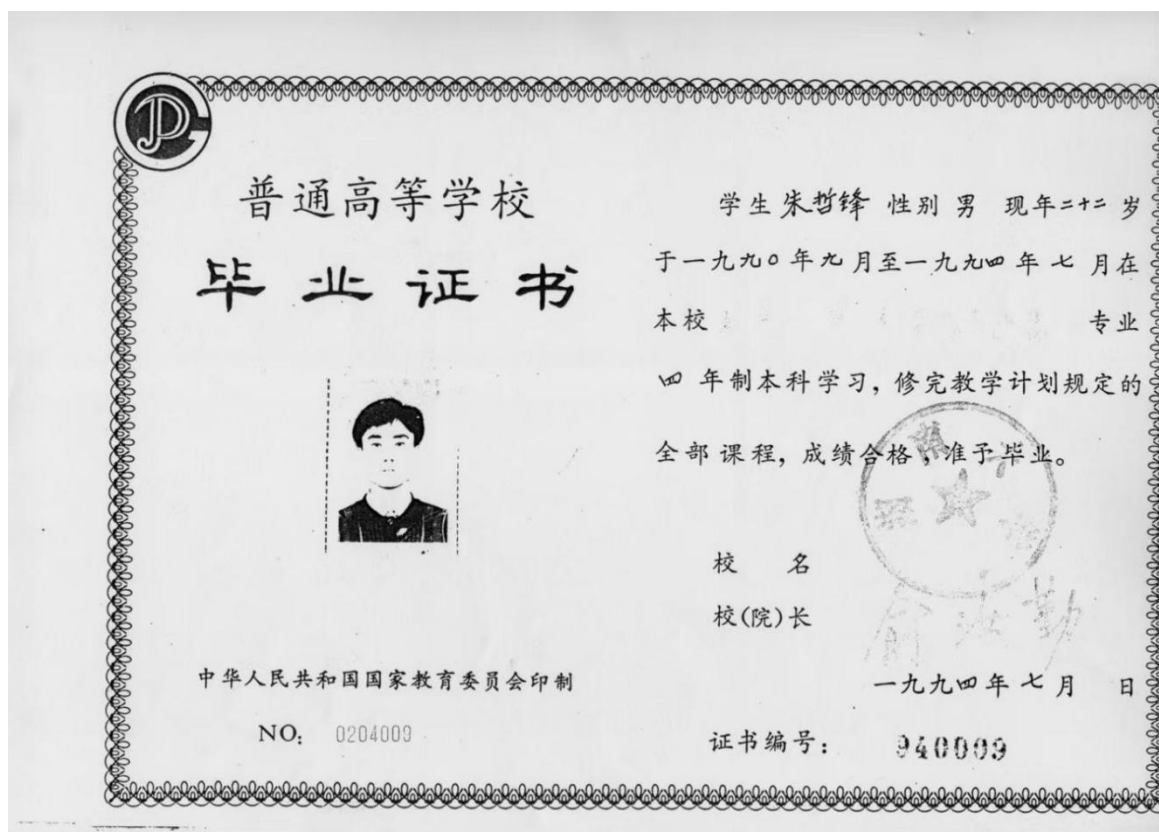 普通高等学校
毕业证书
中华人民共和国国家教育委员会印制
NO: 0204009
学生 朱哲锋 性别 男 现年二十二岁
于一九九〇年九月至一九九四年七月在
本校 专业
四年制本科学习，修完教学计划规定的
全部课程，成绩合格，准予毕业。
校 名
校(院)长
一九九四年七月 日
证书编号： 940009